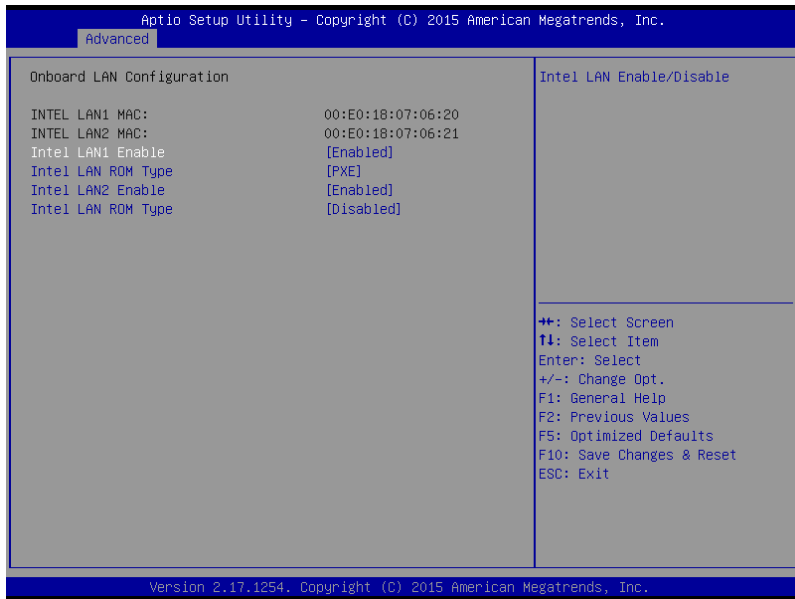 Aptio Setup Utility – Copyright (C) 2015 American Megatrends, Inc.
Advanced
Onboard LAN Configuration
INTEL LAN1 MAC: 00:E0:18:07:06:20
INTEL LAN2 MAC: 00:E0:18:07:06:21
Intel LAN1 Enable [Enabled]
Intel LAN ROM Type [PXE]
Intel LAN2 Enable [Enabled]
Intel LAN ROM Type [Disabled]
Intel LAN Enable/Disable
→←: Select Screen
↑↓: Select Item
Enter: Select
+/-: Change Opt.
F1: General Help
F2: Previous Values
F5: Optimized Defaults
F10: Save Changes & Reset
ESC: Exit
Version 2.17.1254. Copyright (C) 2015 American Megatrends, Inc.